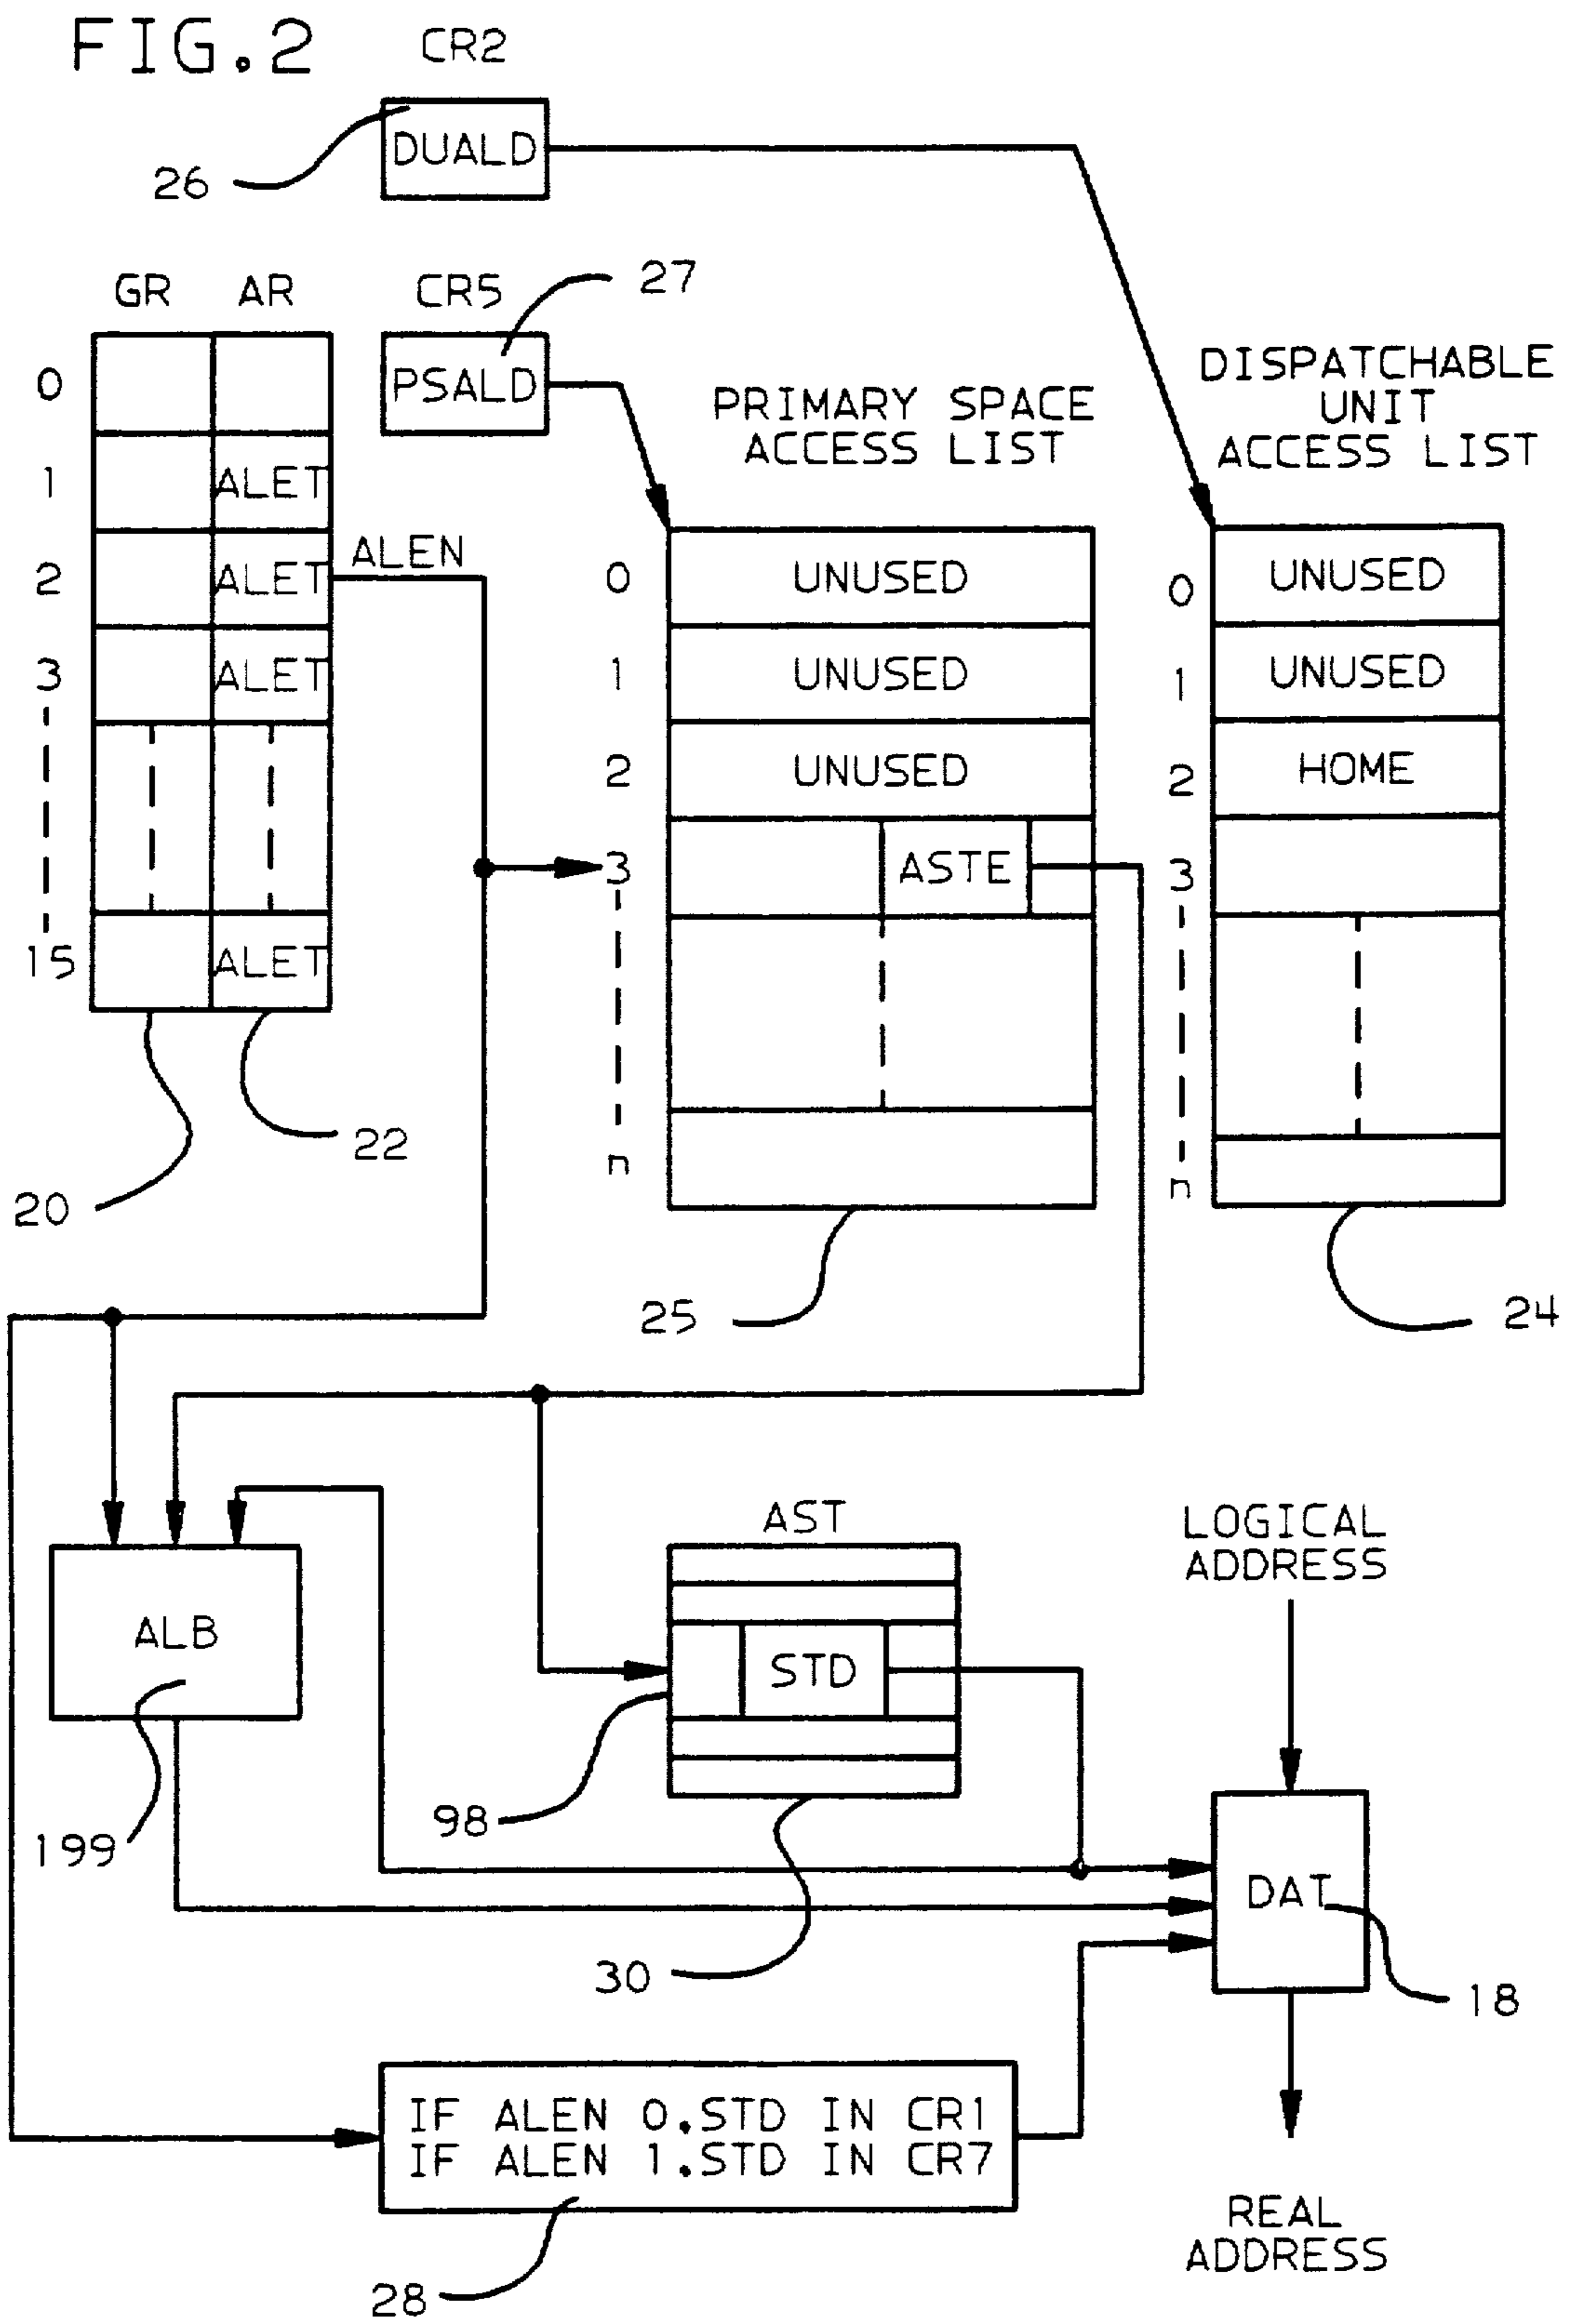 FIG.2
CR2
DUALD
26
GR
AR
CR5
27
PSALD
0
1
2
3
15
ALET
ALET
ALET
ALET
ALEN
20
22
PRIMARY SPACE
ACCESS LIST
0
1
2
3
n
UNUSED
UNUSED
UNUSED
ASTE
25
DISPATCHABLE
UNIT
ACCESS LIST
0
1
2
3
n
UNUSED
UNUSED
HOME
24
ALB
199
AST
STD
98
30
LOGICAL
ADDRESS
DAT
18
IF ALEN 0.STD IN CR1
IF ALEN 1.STD IN CR7
28
REAL
ADDRESS